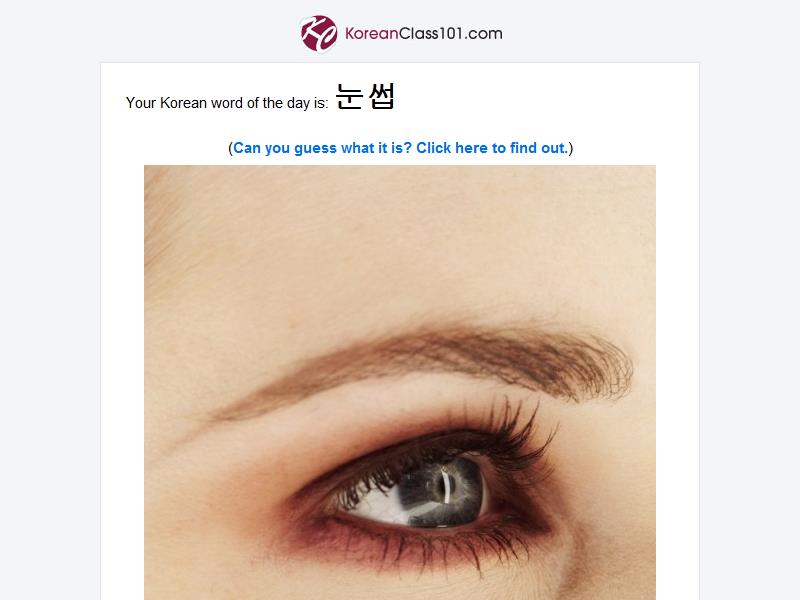 KoreanClass101.com
Your Korean word of the day is: 눈썹
(Can you guess what it is? Click here to find out.)